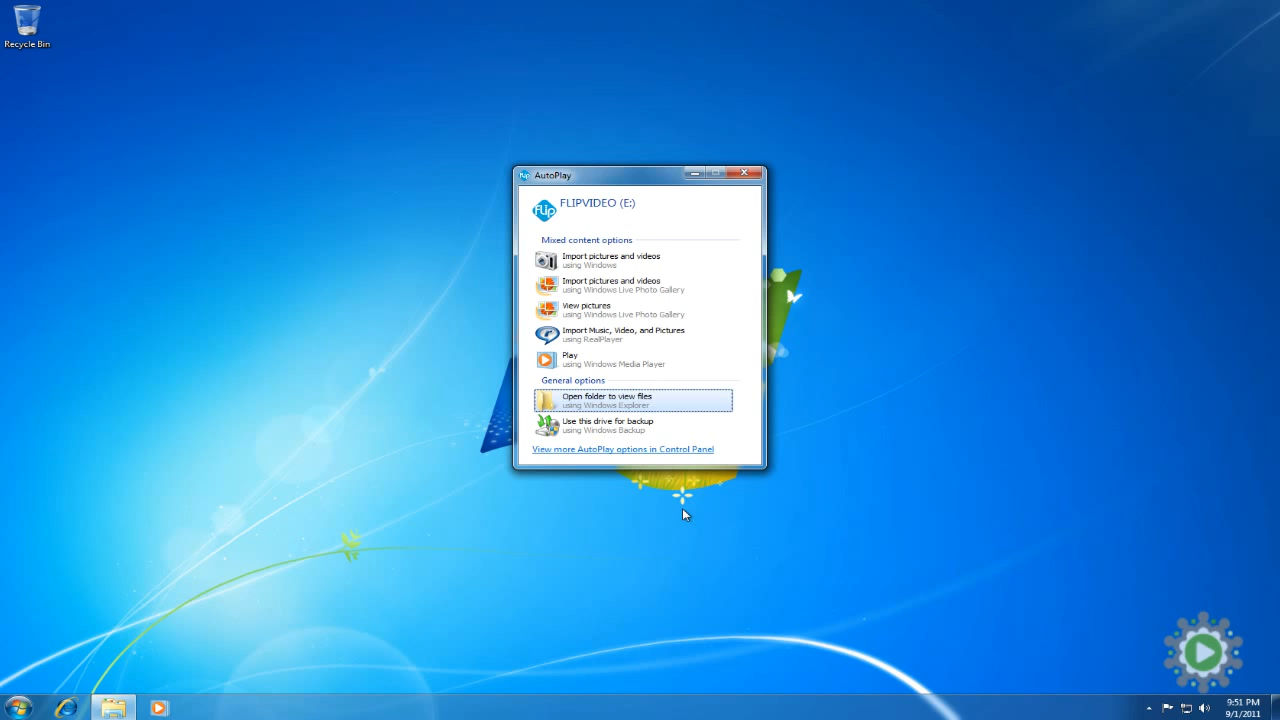 Recycle Bin
AutoPlay
flip
FLIPVIDEO (E:)
Mixed content options
Import pictures and videos
using Windows
Import pictures and videos
using Windows Live Photo Gallery
View pictures
using Windows Live Photo Gallery
Import Music, Video, and Pictures
using RealPlayer
Play
using Windows Media Player
General options
Open folder to view files
using Windows Explorer
Use this drive for backup
using Windows Backup
View more AutoPlay options in Control Panel
9:51 PM
9/1/2011